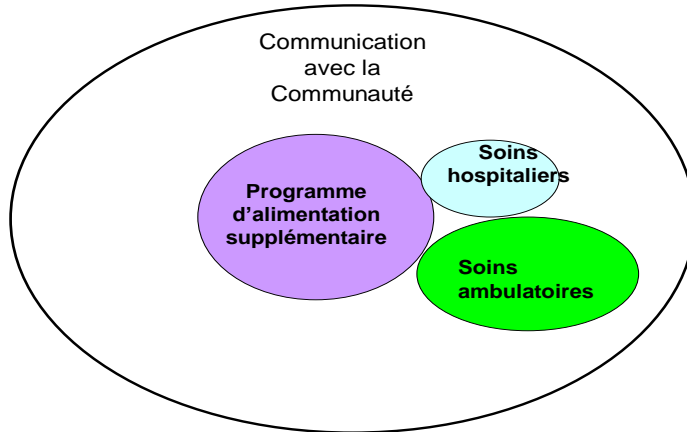 Communication
avec la
Communauté
Soins
hospitaliers
Programme
d'alimentation
supplémentaire
Soins
ambulatoires